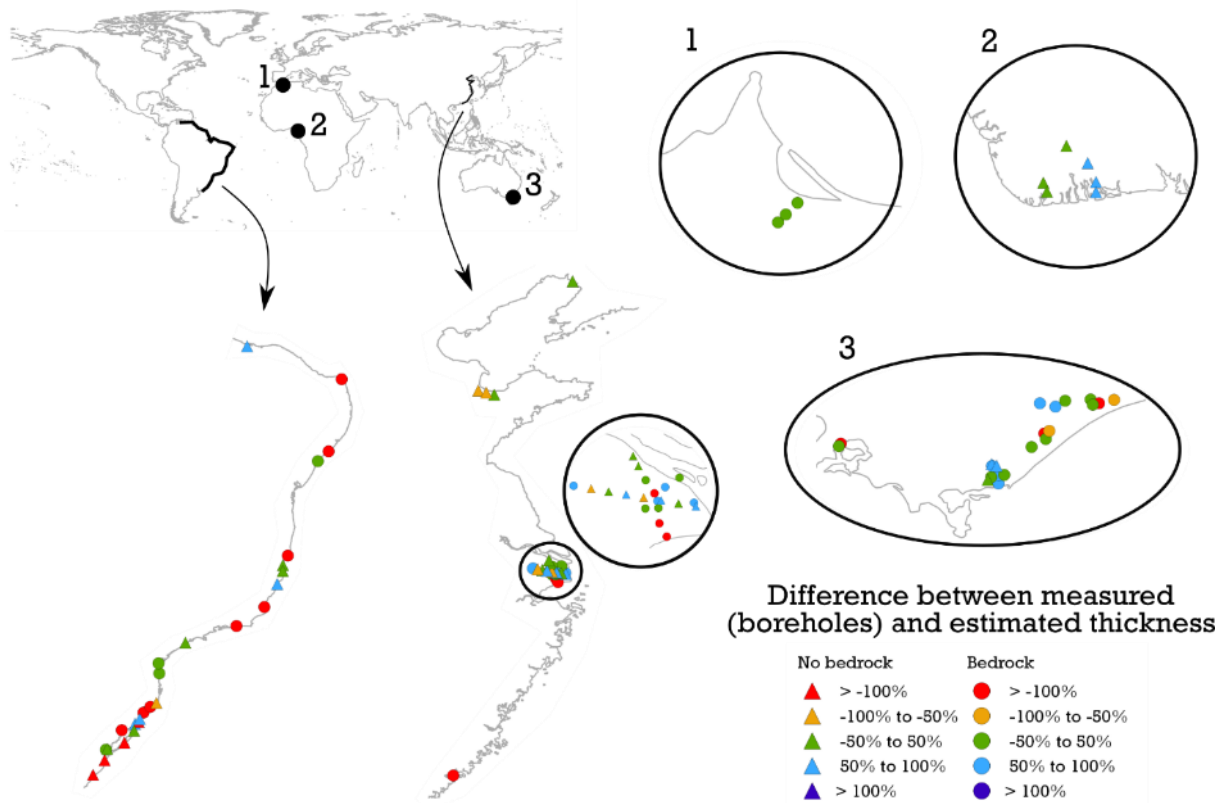 1
2
3
1
2
3
Difference between measured
(boreholes) and estimated thickness
No bedrock
> -100%
-100% to -50%
-50% to 50%
50% to 100%
> 100%
Bedrock
> -100%
-100% to -50%
-50% to 50%
50% to 100%
> 100%